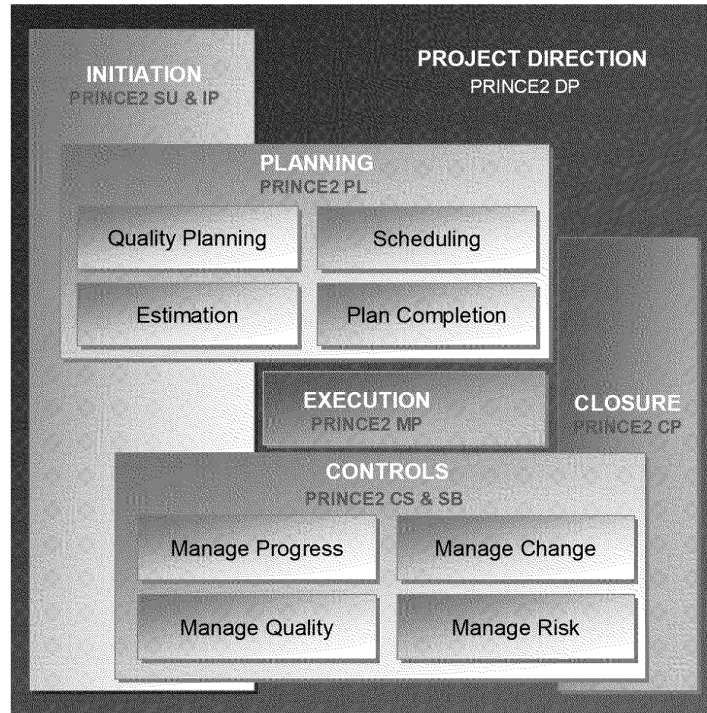 INITIATION
PRINCE2 SU & IP
PROJECT DIRECTION
PRINCE2 DP
PLANNING
PRINCE2 PL
Quality Planning
Scheduling
Estimation
Plan Completion
EXECUTION
PRINCE2 MP
CLOSURE
PRINCE2 CP
CONTROLS
PRINCE2 CS & SB
Manage Progress
Manage Change
Manage Quality
Manage Risk